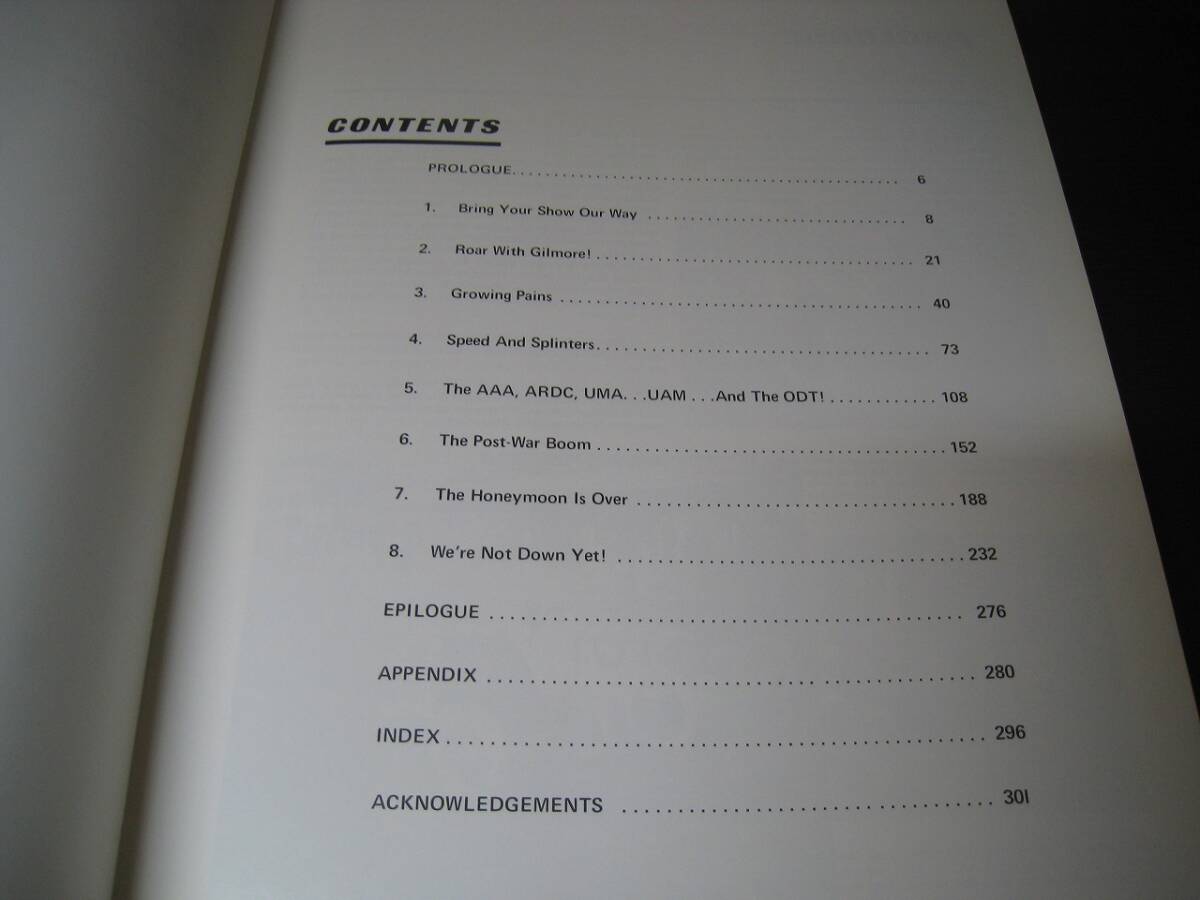 CONTENTS
PROLOGUE. . . . . . . . . . . . . . . . . . . . . . . . . . . . . . . . . . . . . . . . . . . . . . 6
1. Bring Your Show Our Way . . . . . . . . . . . . . . . . . . . . . . . . . . . . . . . 8
2. Roar With Gilmore! . . . . . . . . . . . . . . . . . . . . . . . . . . . . . . . . . . . . . 21
3. Growing Pains . . . . . . . . . . . . . . . . . . . . . . . . . . . . . . . . . . . . . . . . . 40
4. Speed And Splinters. . . . . . . . . . . . . . . . . . . . . . . . . . . . . . . . . . . . . 73
5. The AAA, ARDC, UMA. . .UAM . . .And The ODT! . . . . . . . . . . . . 108
6. The Post-War Boom . . . . . . . . . . . . . . . . . . . . . . . . . . . . . . . . . . . . 152
7. The Honeymoon Is Over . . . . . . . . . . . . . . . . . . . . . . . . . . . . . . . . 188
8. We're Not Down Yet! . . . . . . . . . . . . . . . . . . . . . . . . . . . . . . . . . . 232
EPILOGUE . . . . . . . . . . . . . . . . . . . . . . . . . . . . . . . . . . . . . . . . . . . . 276
APPENDIX . . . . . . . . . . . . . . . . . . . . . . . . . . . . . . . . . . . . . . . . . . . . 280
INDEX . . . . . . . . . . . . . . . . . . . . . . . . . . . . . . . . . . . . . . . . . . . . . . . 296
ACKNOWLEDGEMENTS . . . . . . . . . . . . . . . . . . . . . . . . . . . . . . . . . . 301